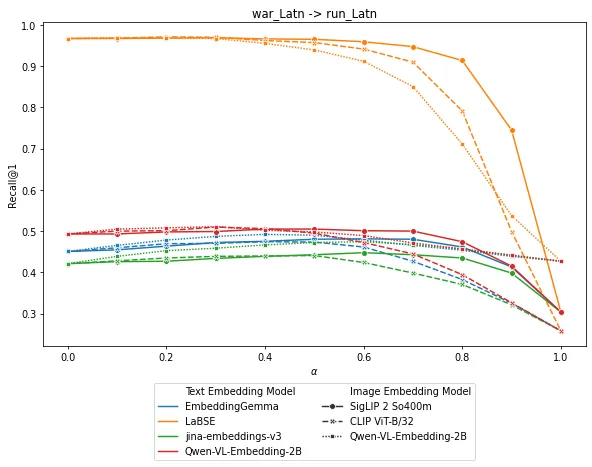 war_Latn -> run_Latn
Recall@1
1.0
0.9
0.8
0.7
0.6
0.5
0.4
0.3
0.0 0.2 0.4 0.6 0.8 1.0
α
Text Embedding Model
EmbeddingGemma
LaBSE
jina-embeddings-v3
Qwen-VL-Embedding-2B
Image Embedding Model
SigLIP 2 So400m
CLIP ViT-B/32
Qwen-VL-Embedding-2B